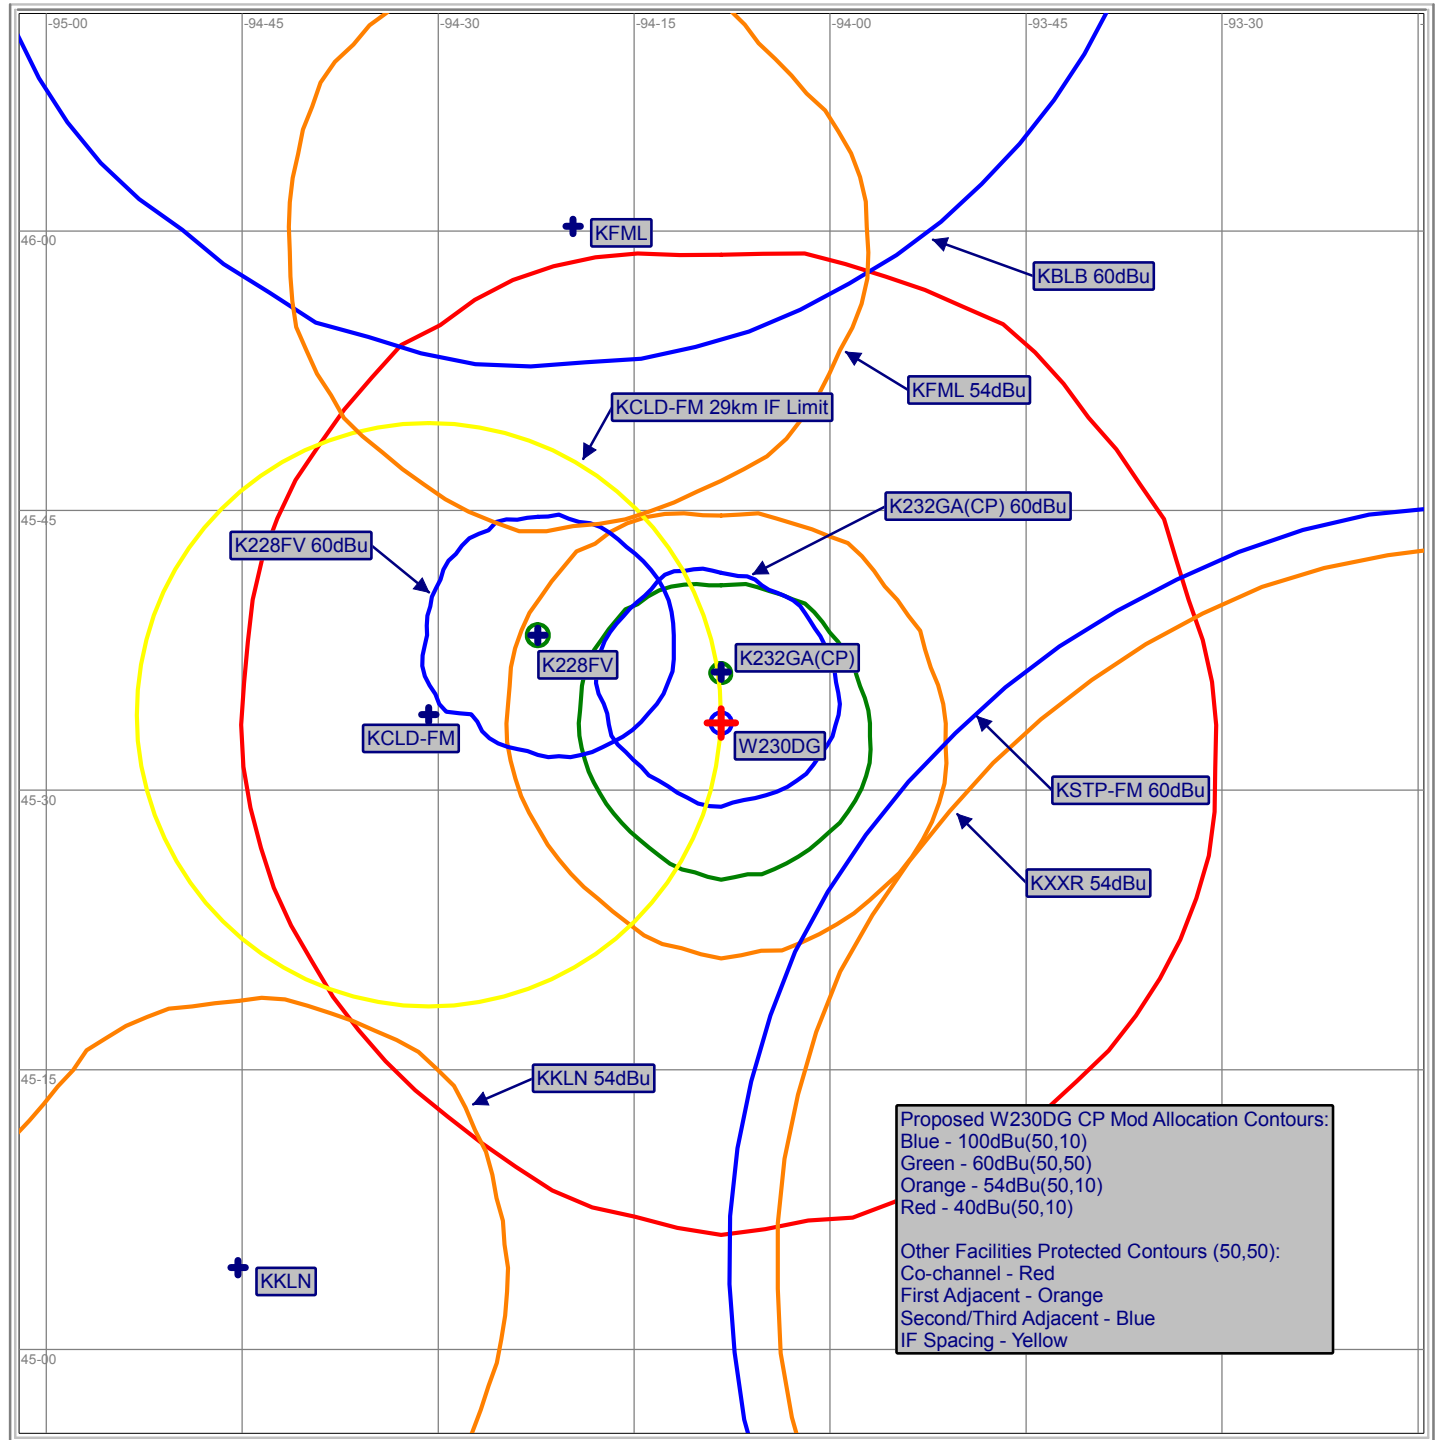 -95-00
-94-45
-94-30
-94-15
-94-00
-93-45
-93-30
46-00
KFML
KBLB 60dBu
KFML 54dBu
KCLD-FM 29km IF Limit
K232GA(CP) 60dBu
45-45
K228FV 60dBu
K228FV
K232GA(CP)
KCLD-FM
W230DG
45-30
KSTP-FM 60dBu
KXXR 54dBu
45-15
KKLN 54dBu
KKLN
45-00
Proposed W230DG CP Mod Allocation Contours:
Blue - 100dBu(50,10)
Green - 60dBu(50,50)
Orange - 54dBu(50,10)
Red - 40dBu(50,10)
Other Facilities Protected Contours (50,50):
Co-channel - Red
First Adjacent - Orange
Second/Third Adjacent - Blue
IF Spacing - Yellow